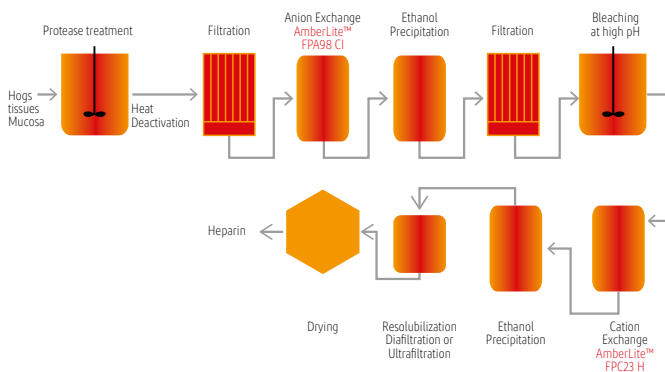 Protease treatment
Filtration
Anion Exchange
AmberLite™
FPA98 Cl
Ethanol
Precipitation
Filtration
Bleaching
at high pH
Hogs
tissues
Mucosa
Heat
Deactivation
Heparin
Drying
Resolubilization
Diafiltration or
Ultrafiltration
Ethanol
Precipitation
Cation
Exchange
AmberLite™
FPC23 H